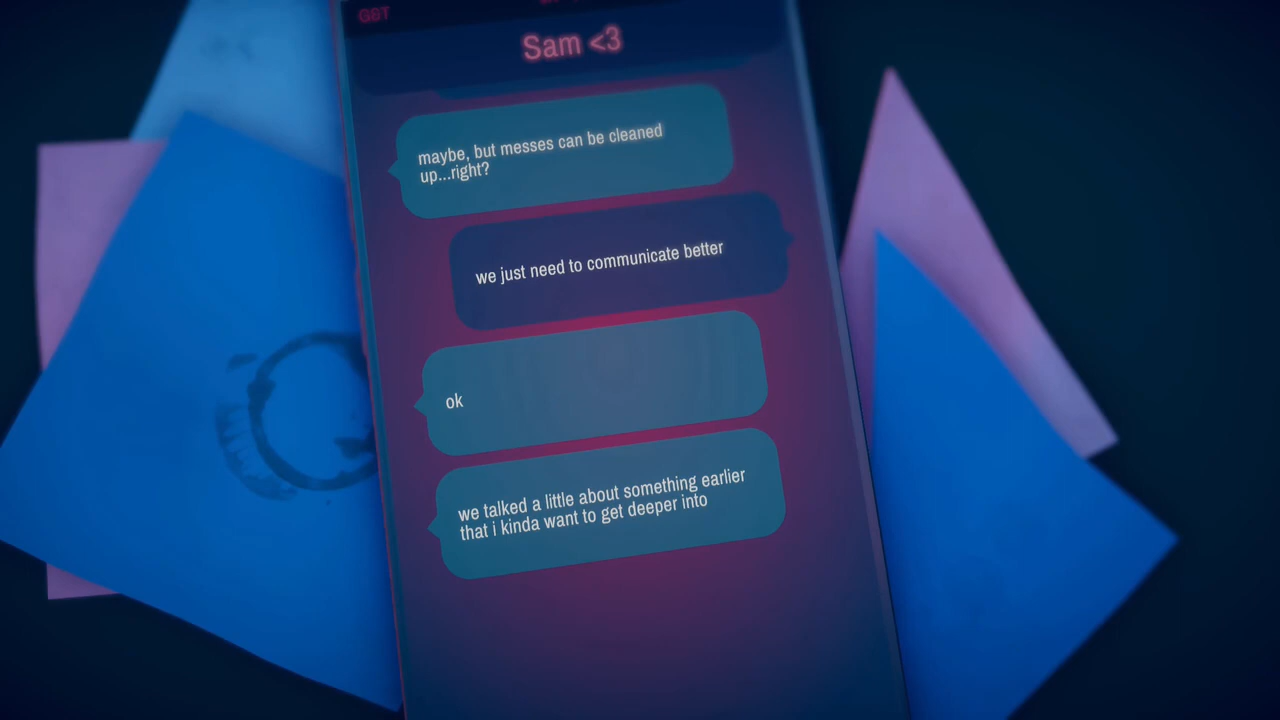 GBT
Sam <3
maybe, but messes can be cleaned
up...right?
we just need to communicate better
ok
we talked a little about something earlier
that i kinda want to get deeper into